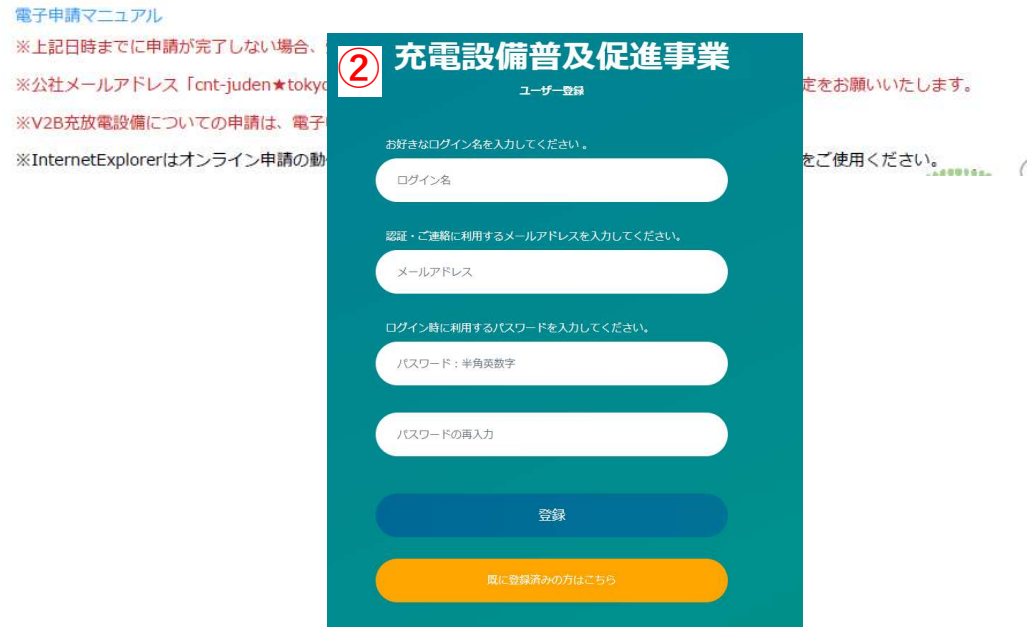 電子申請マニュアル
※上記日時までに申請が完了しない場合、
※公社メールアドレス「cnt-juden★tokyo
定をお願いいたします。
※V2B充放電設備についての申請は、電子
※InternetExplorerはオンライン申請の動
をご使用ください。
②
充電設備普及促進事業
ユーザー登録
お好きなログイン名を入力してください。
ログイン名
認証・ご連絡に利用するメールアドレスを入力してください。
メールアドレス
ログイン時に利用するパスワードを入力してください。
パスワード:半角英数字
パスワードの再入力
登録
既に登録済みの方はこちら